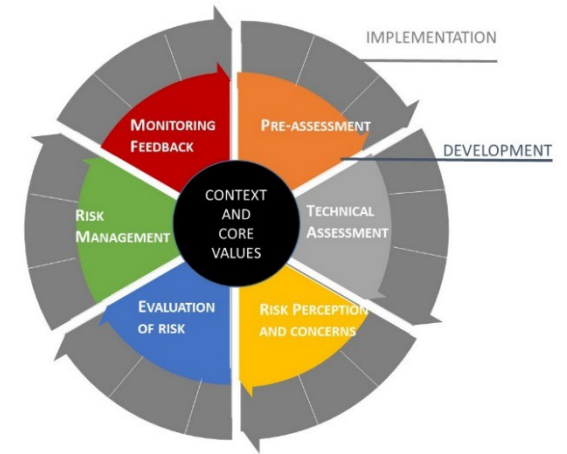 IMPLEMENTATION
MONITORING
FEEDBACK
PRE-ASSESSMENT
DEVELOPMENT
CONTEXT
AND
CORE
VALUES
TECHNICAL
ASSESSMENT
RISK
MANAGEMENT
EVALUATION
OF RISK
RISK PERCEPTION
AND CONCERNS